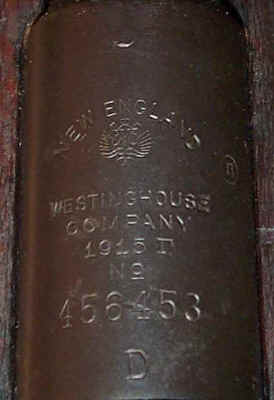 NEW ENGLAND
WESTINGHOUSE
COMPANY
1915 Г
No
456453
D